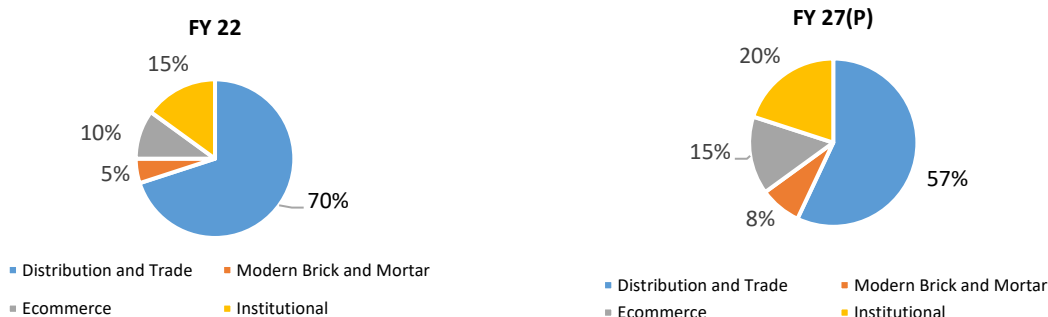 FY 22
15%
10%
5%
70%
Distribution and Trade
Modern Brick and Mortar
Ecommerce
Institutional
FY 27(P)
20%
15%
57%
8%
Distribution and Trade
Modern Brick and Mortar
Ecommerce
Institutional